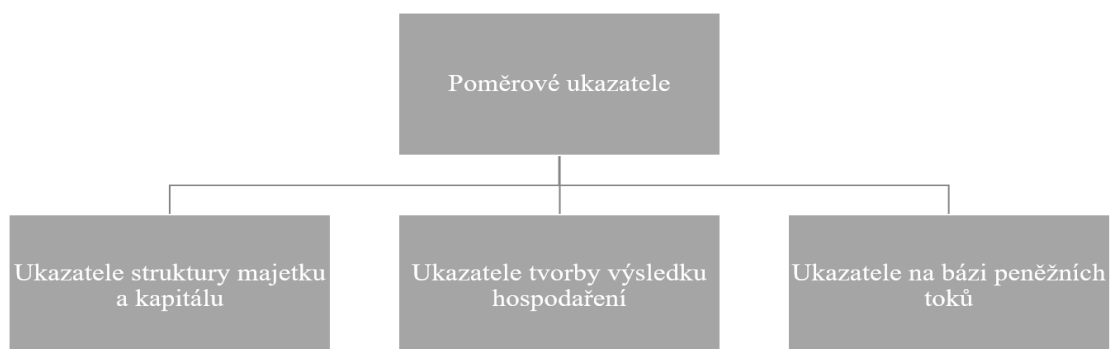 Poměrové ukazatele
Ukazatele struktury majetku
a kapitálu
Ukazatele tvorby výsledku
hospodaření
Ukazatele na bázi peněžních
toků